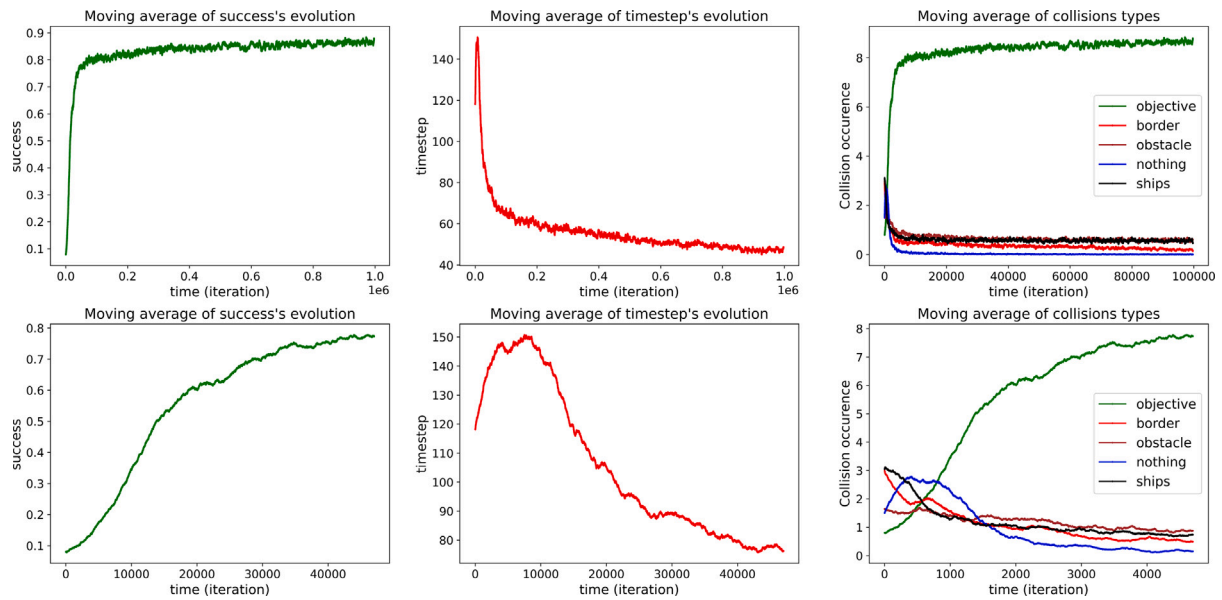 Moving average of success's evolution
success
0.9
0.8
0.7
0.6
0.5
0.4
0.3
0.2
0.1
0.0 0.2 0.4 0.6 0.8 1.0
1e6
time (iteration)
Moving average of timestep's evolution
timestep
140
120
100
80
60
40
0.0 0.2 0.4 0.6 0.8 1.0
1e6
time (iteration)
Moving average of collisions types
Collision occurence
8
6
4
2
0
objective
border
obstacle
nothing
ships
0 20000 40000 60000 80000 100000
time (iteration)
Moving average of success's evolution
success
0.8
0.7
0.6
0.5
0.4
0.3
0.2
0.1
0 10000 20000 30000 40000
time (iteration)
Moving average of timestep's evolution
timestep
150
140
130
120
110
100
90
80
0 10000 20000 30000 40000
time (iteration)
Moving average of collisions types
Collision occurence
8
7
6
5
4
3
2
1
0
objective
border
obstacle
nothing
ships
0 1000 2000 3000 4000
time (iteration)